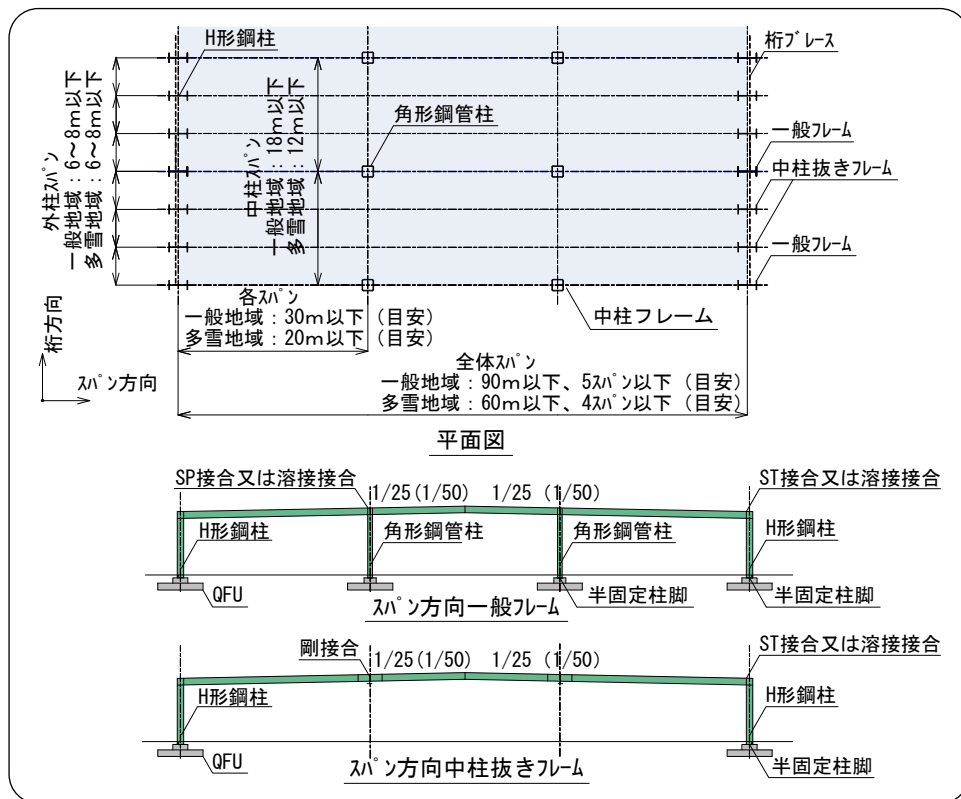 H形鋼柱
桁ブレース
角形鋼管柱
一般フレーム
中柱抜きフレーム
一般フレーム
外柱スパン
一般地域：6～8m以下
多雪地域：6～8m以下
中柱スパン
一般地域：18m以下
多雪地域：12m以下
各スパン
一般地域：30m以下（目安）
多雪地域：20m以下（目安）
中柱フレーム
桁方向
スパン方向
全体スパン
一般地域：90m以下、5スパン以下（目安）
多雪地域：60m以下、4スパン以下（目安）
平面図
SP接合又は溶接接合
1/25(1/50)
1/25 (1/50)
ST接合又は溶接接合
H形鋼柱
角形鋼管柱
角形鋼管柱
H形鋼柱
QFU
半固定柱脚
半固定柱脚
スパン方向一般フレーム
剛接合
1/25(1/50)
1/25 (1/50)
ST接合又は溶接接合
H形鋼柱
H形鋼柱
QFU
半固定柱脚
スパン方向中柱抜きフレーム